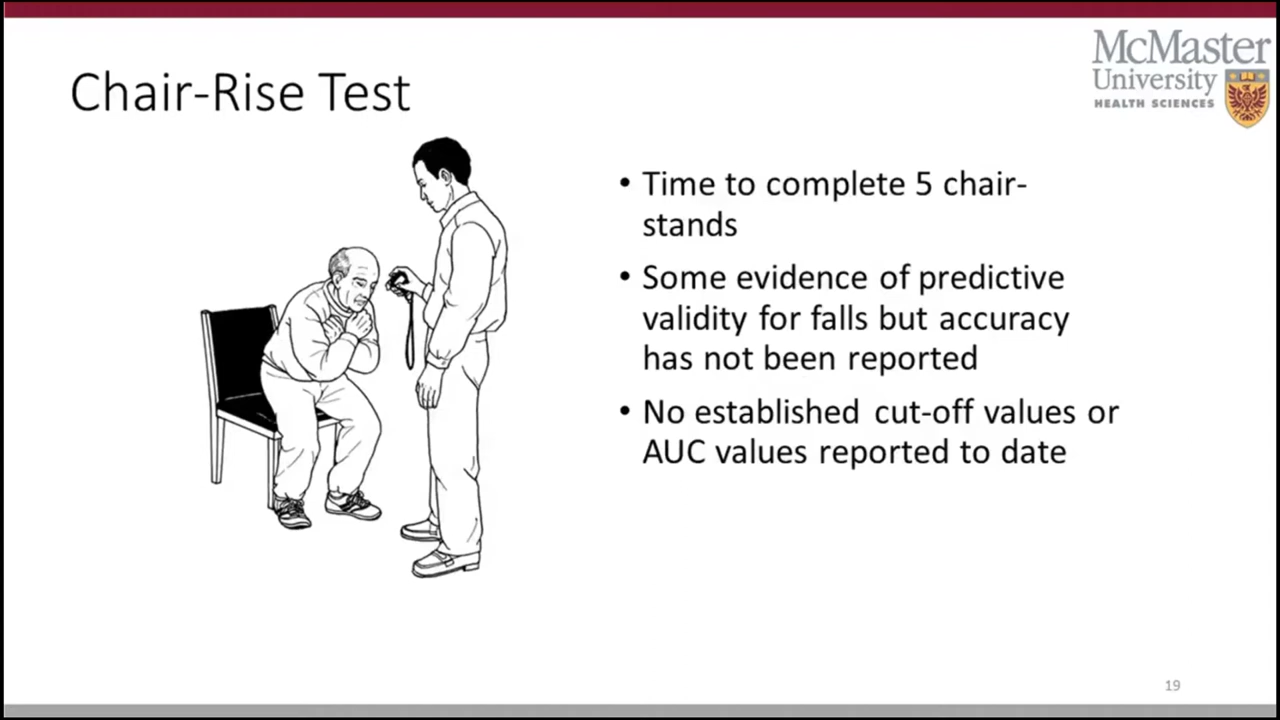 McMaster
University
HEALTH SCIENCES
Chair-Rise Test
• Time to complete 5 chair-
stands
• Some evidence of predictive
validity for falls but accuracy
has not been reported
• No established cut-off values or
AUC values reported to date
19